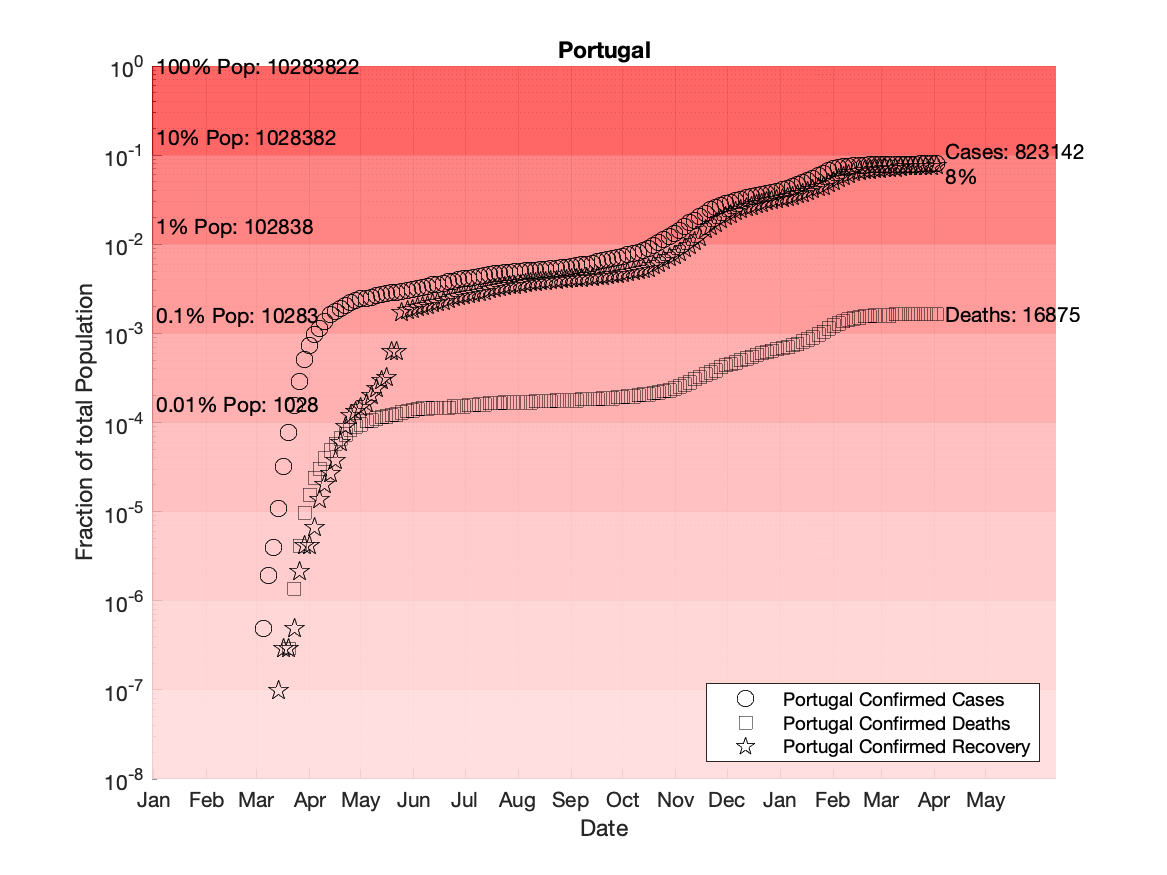 Portugal
10^0
100% Pop: 10283822
10% Pop: 1028382
10^-1
Cases: 823142
8%
1% Pop: 102838
10^-2
0.1% Pop: 10283
Deaths: 16875
10^-3
0.01% Pop: 1028
10^-4
10^-5
10^-6
10^-7
10^-8
Fraction of total Population
Portugal Confirmed Cases
Portugal Confirmed Deaths
Portugal Confirmed Recovery
Jan Feb Mar Apr May Jun Jul Aug Sep Oct Nov Dec Jan Feb Mar Apr May
Date